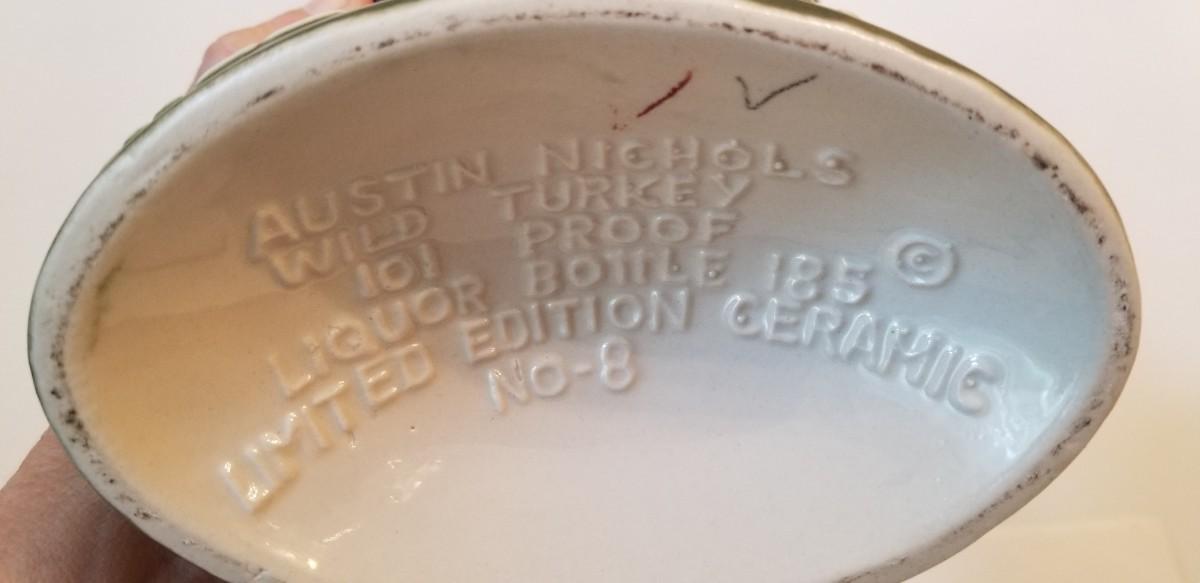 AUSTIN NICHOLS
WILD TURKEY
101 PROOF
LIQUOR BOTTLE 185 ©
LIMITED EDITION CERAMIC
NO-8